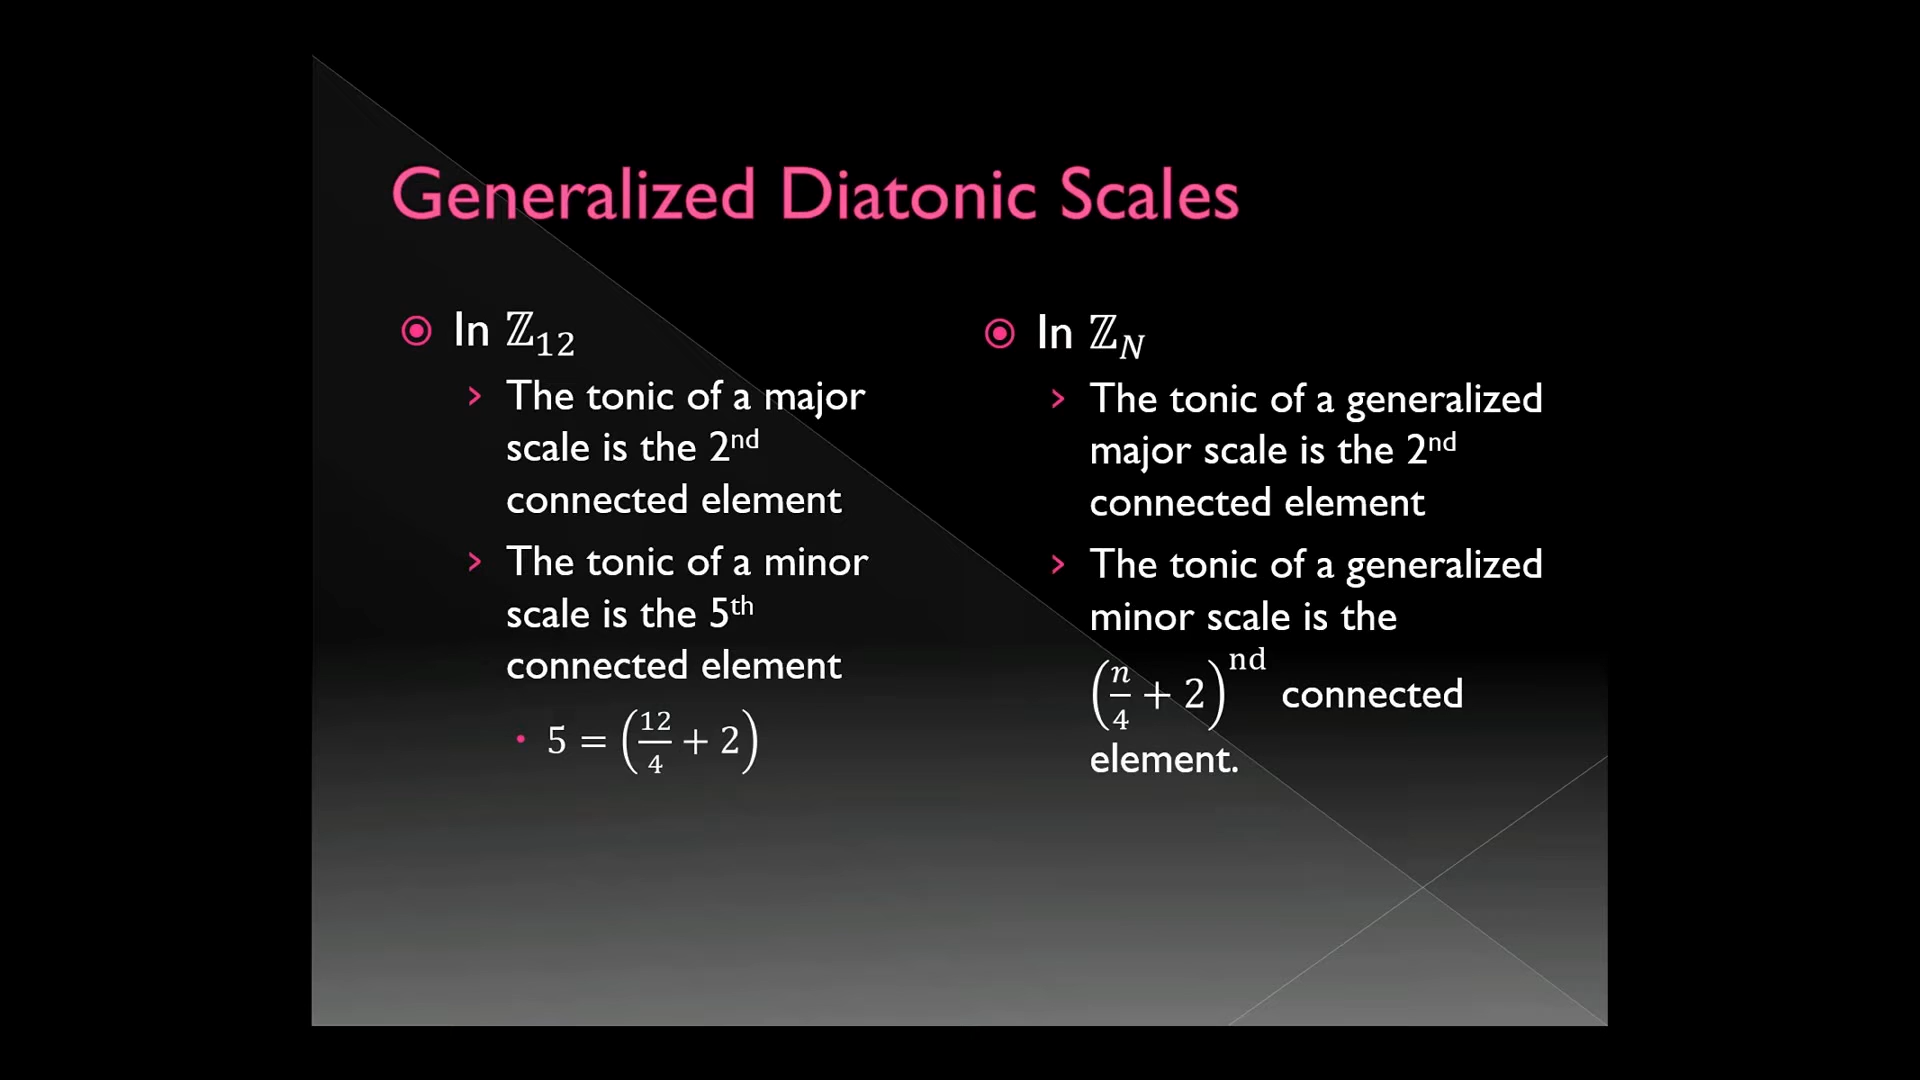 Generalized Diatonic Scales
In ℤ₁₂
The tonic of a major
scale is the 2ⁿᵈ
connected element
The tonic of a minor
scale is the 5ᵗʰ
connected element
5 = (12/4 + 2)
In ℤ_N
The tonic of a generalized
major scale is the 2ⁿᵈ
connected element
The tonic of a generalized
minor scale is the
(n/4 + 2)ⁿᵈ connected
element.